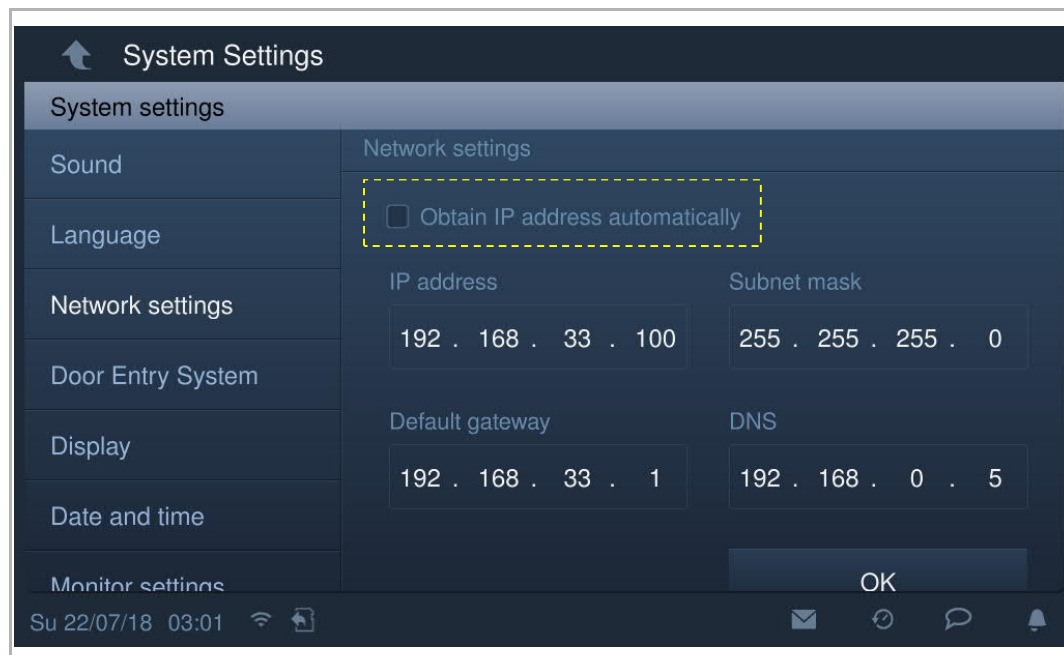 System Settings
System settings
Sound
Language
Network settings
Door Entry System
Display
Date and time
Monitor settings
Network settings
Obtain IP address automatically
IP address
Subnet mask
192 . 168 . 33 . 100
255 . 255 . 255 . 0
Default gateway
DNS
192 . 168 . 33 . 1
192 . 168 . 0 . 5
OK
Su 22/07/18 03:01